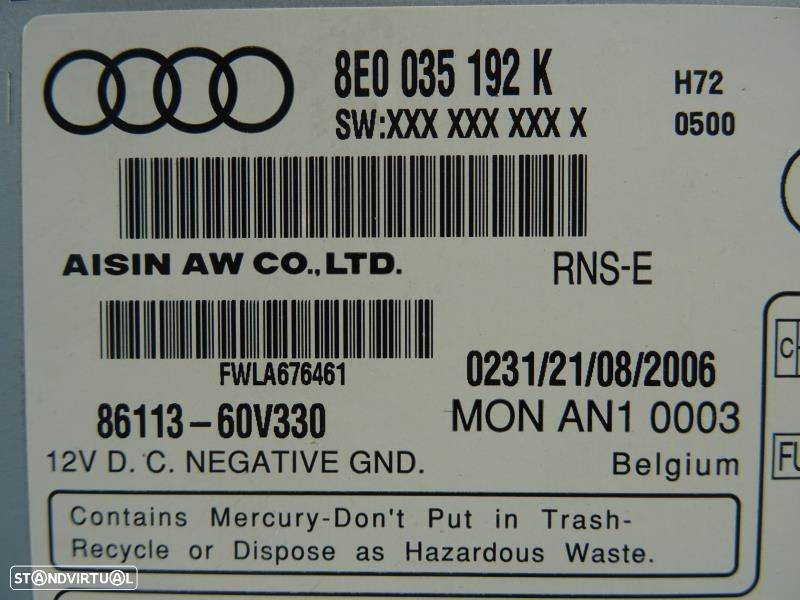 8E0 035 192 K
H72
SW:XXX XXX XXX X
0500
AISIN AW CO.,LTD.
RNS-E
FWLA676461
0231/21/08/2006
86113-60V330
MON AN1 0003
12V D. C. NEGATIVE GND.
Belgium
C
FU
Contains Mercury-Don't Put in Trash-
Recycle or Dispose as Hazardous Waste.
STANDVIRTUAL